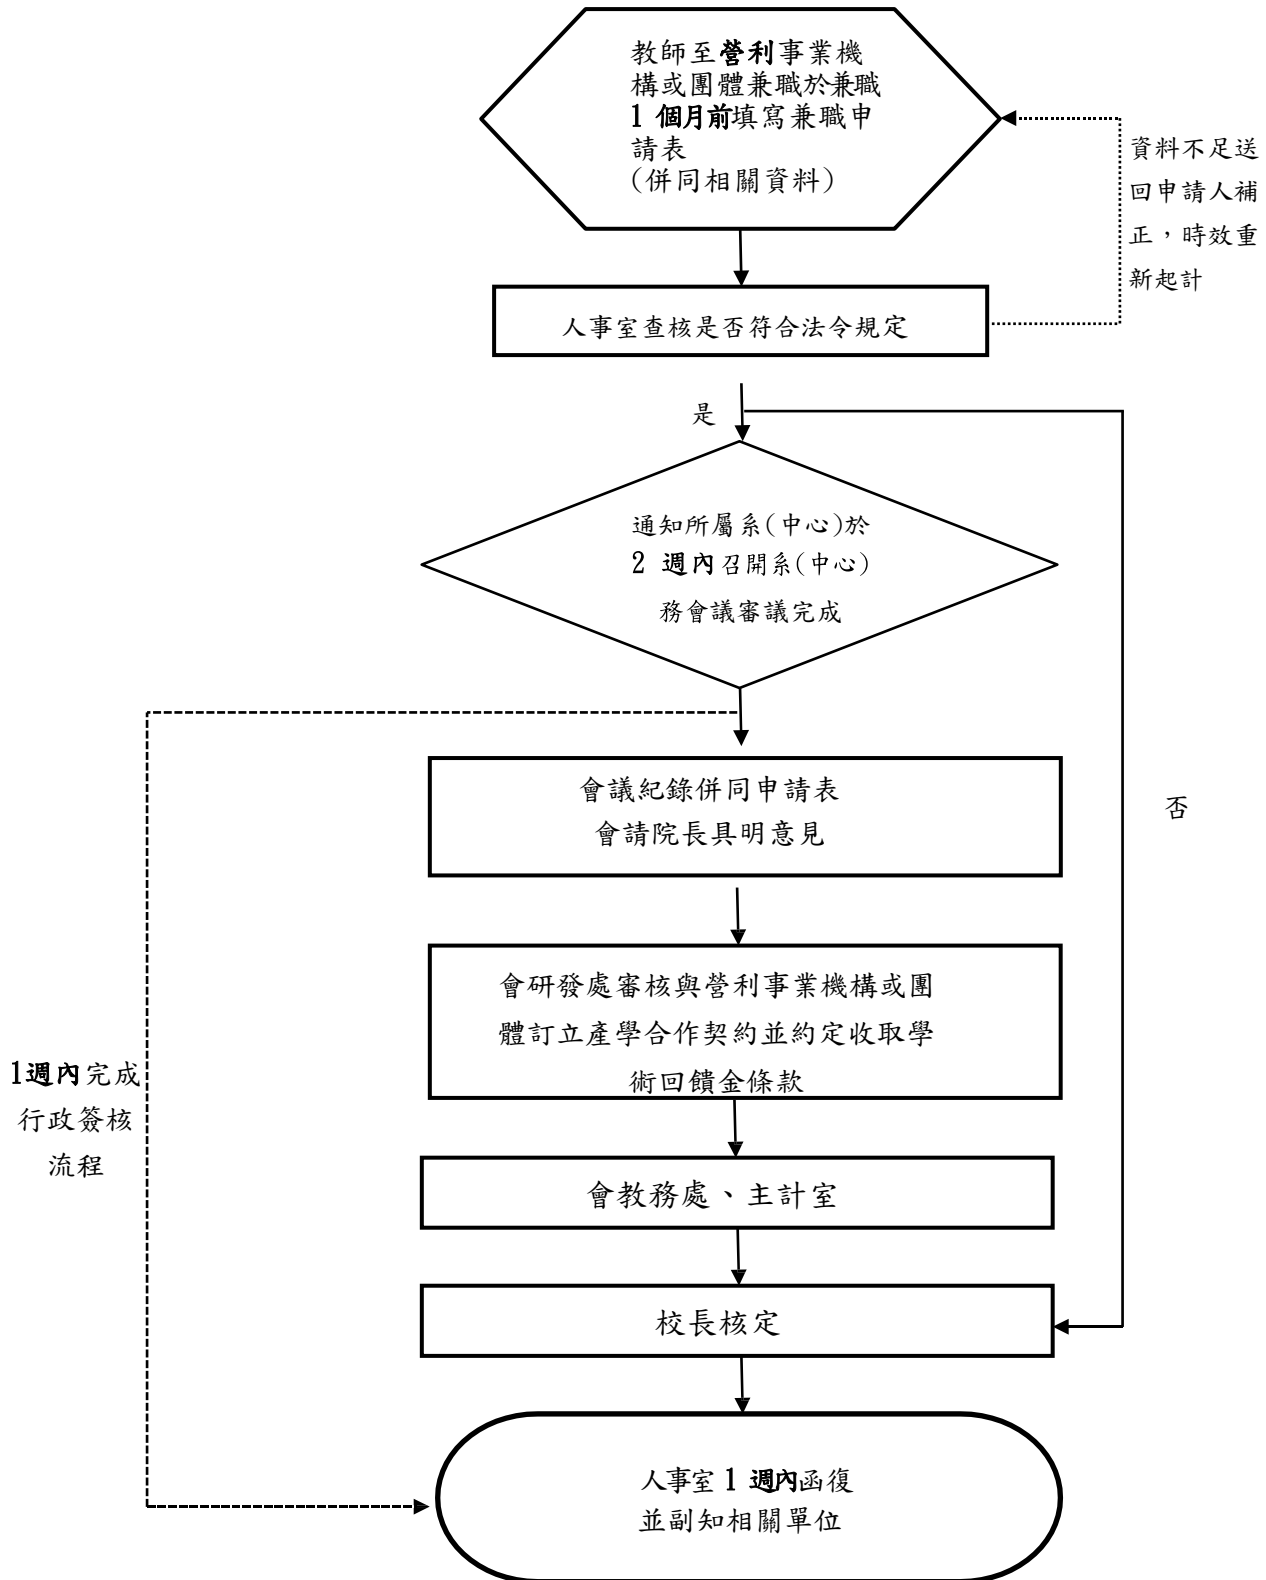 教師至營利事業機
構或團體兼職於兼職
1 個月前填寫兼職申
請表
(併同相關資料)
資料不足送
回申請人補
正，時效重
新起計
人事室查核是否符合法令規定
是
通知所屬系(中心)於
2 週內召開系(中心)
務會議審議完成
會議紀錄併同申請表
會請院長具明意見
否
會研發處審核與營利事業機構或團
體訂立產學合作契約並約定收取學
術回饋金條款
1週內完成
行政簽核
流程
會教務處、主計室
校長核定
人事室 1 週內函復
並副知相關單位